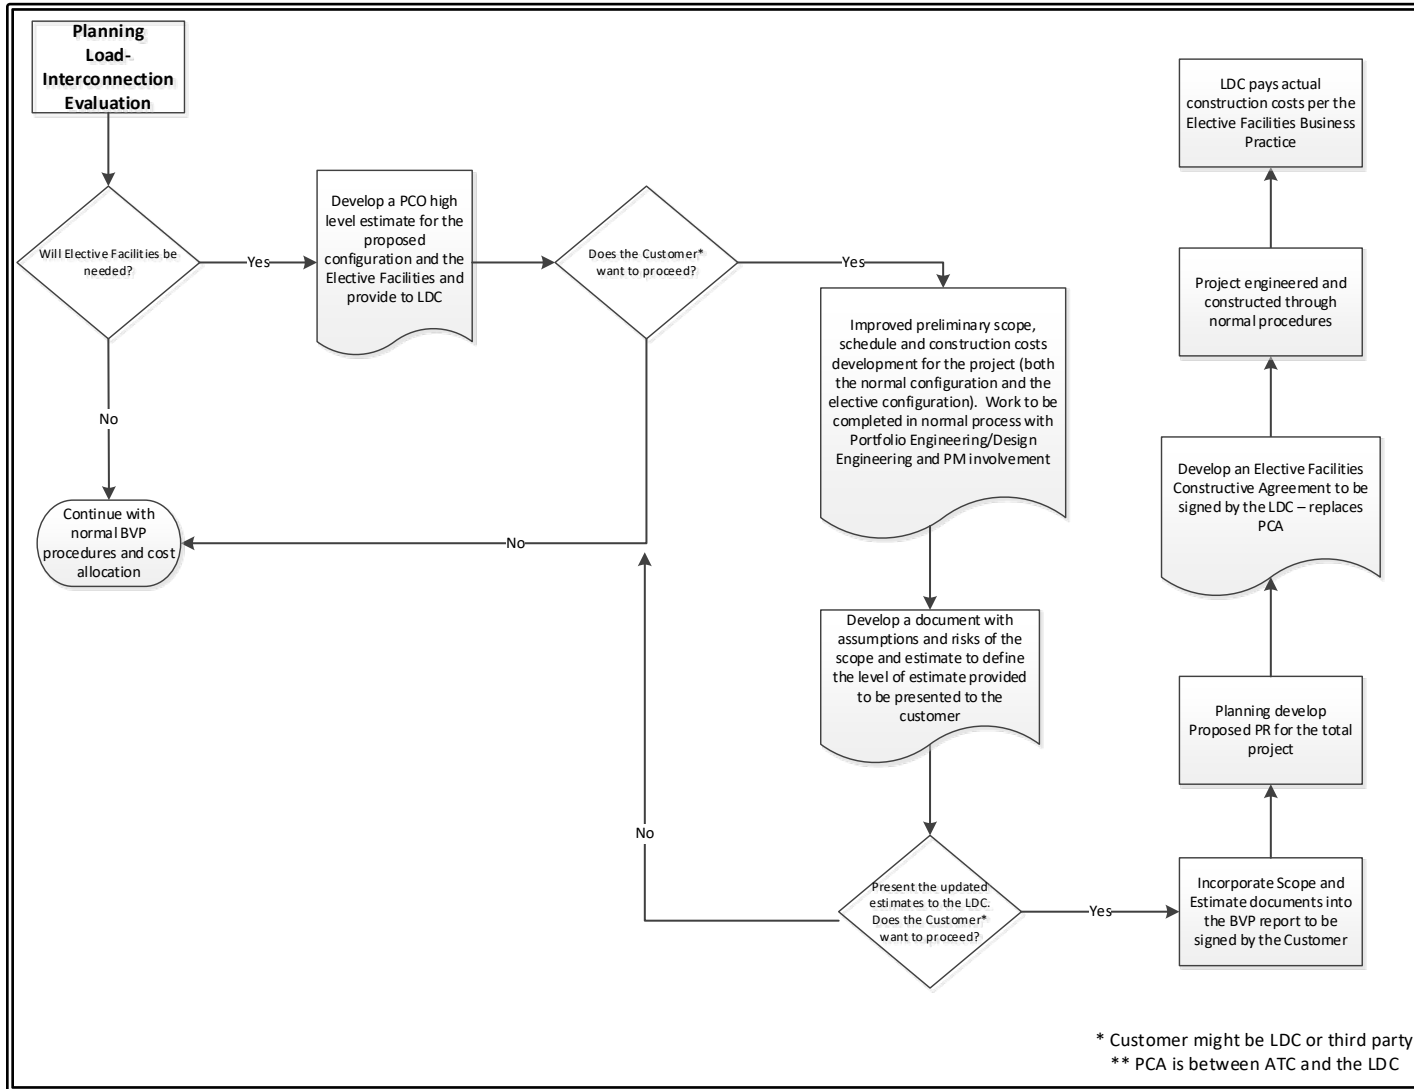 Planning
Load-
Interconnection
Evaluation
Will Elective Facilities be
needed?
Yes
No
Develop a PCO high
level estimate for the
proposed
configuration and the
Elective Facilities and
provide to LDC
Does the Customer*
want to proceed?
Yes
No
Continue with
normal BVP
procedures and cost
allocation
Improved preliminary scope,
schedule and construction costs
development for the project (both
the normal configuration and the
elective configuration).  Work to be
completed in normal process with
Portfolio Engineering/Design
Engineering and PM involvement
Develop a document with
assumptions and risks of the
scope and estimate to define
the level of estimate provided
to be presented to the
customer
No
Present the updated
estimates to the LDC.
Does the Customer*
want to proceed?
Yes
Incorporate Scope and
Estimate documents into
the BVP report to be
signed by the Customer
Planning develop
Proposed PR for the total
project
Develop an Elective Facilities
Constructive Agreement to be
signed by the LDC – replaces
PCA
Project engineered and
constructed through
normal procedures
LDC pays actual
construction costs per the
Elective Facilities Business
Practice
* Customer might be LDC or third party
** PCA is between ATC and the LDC